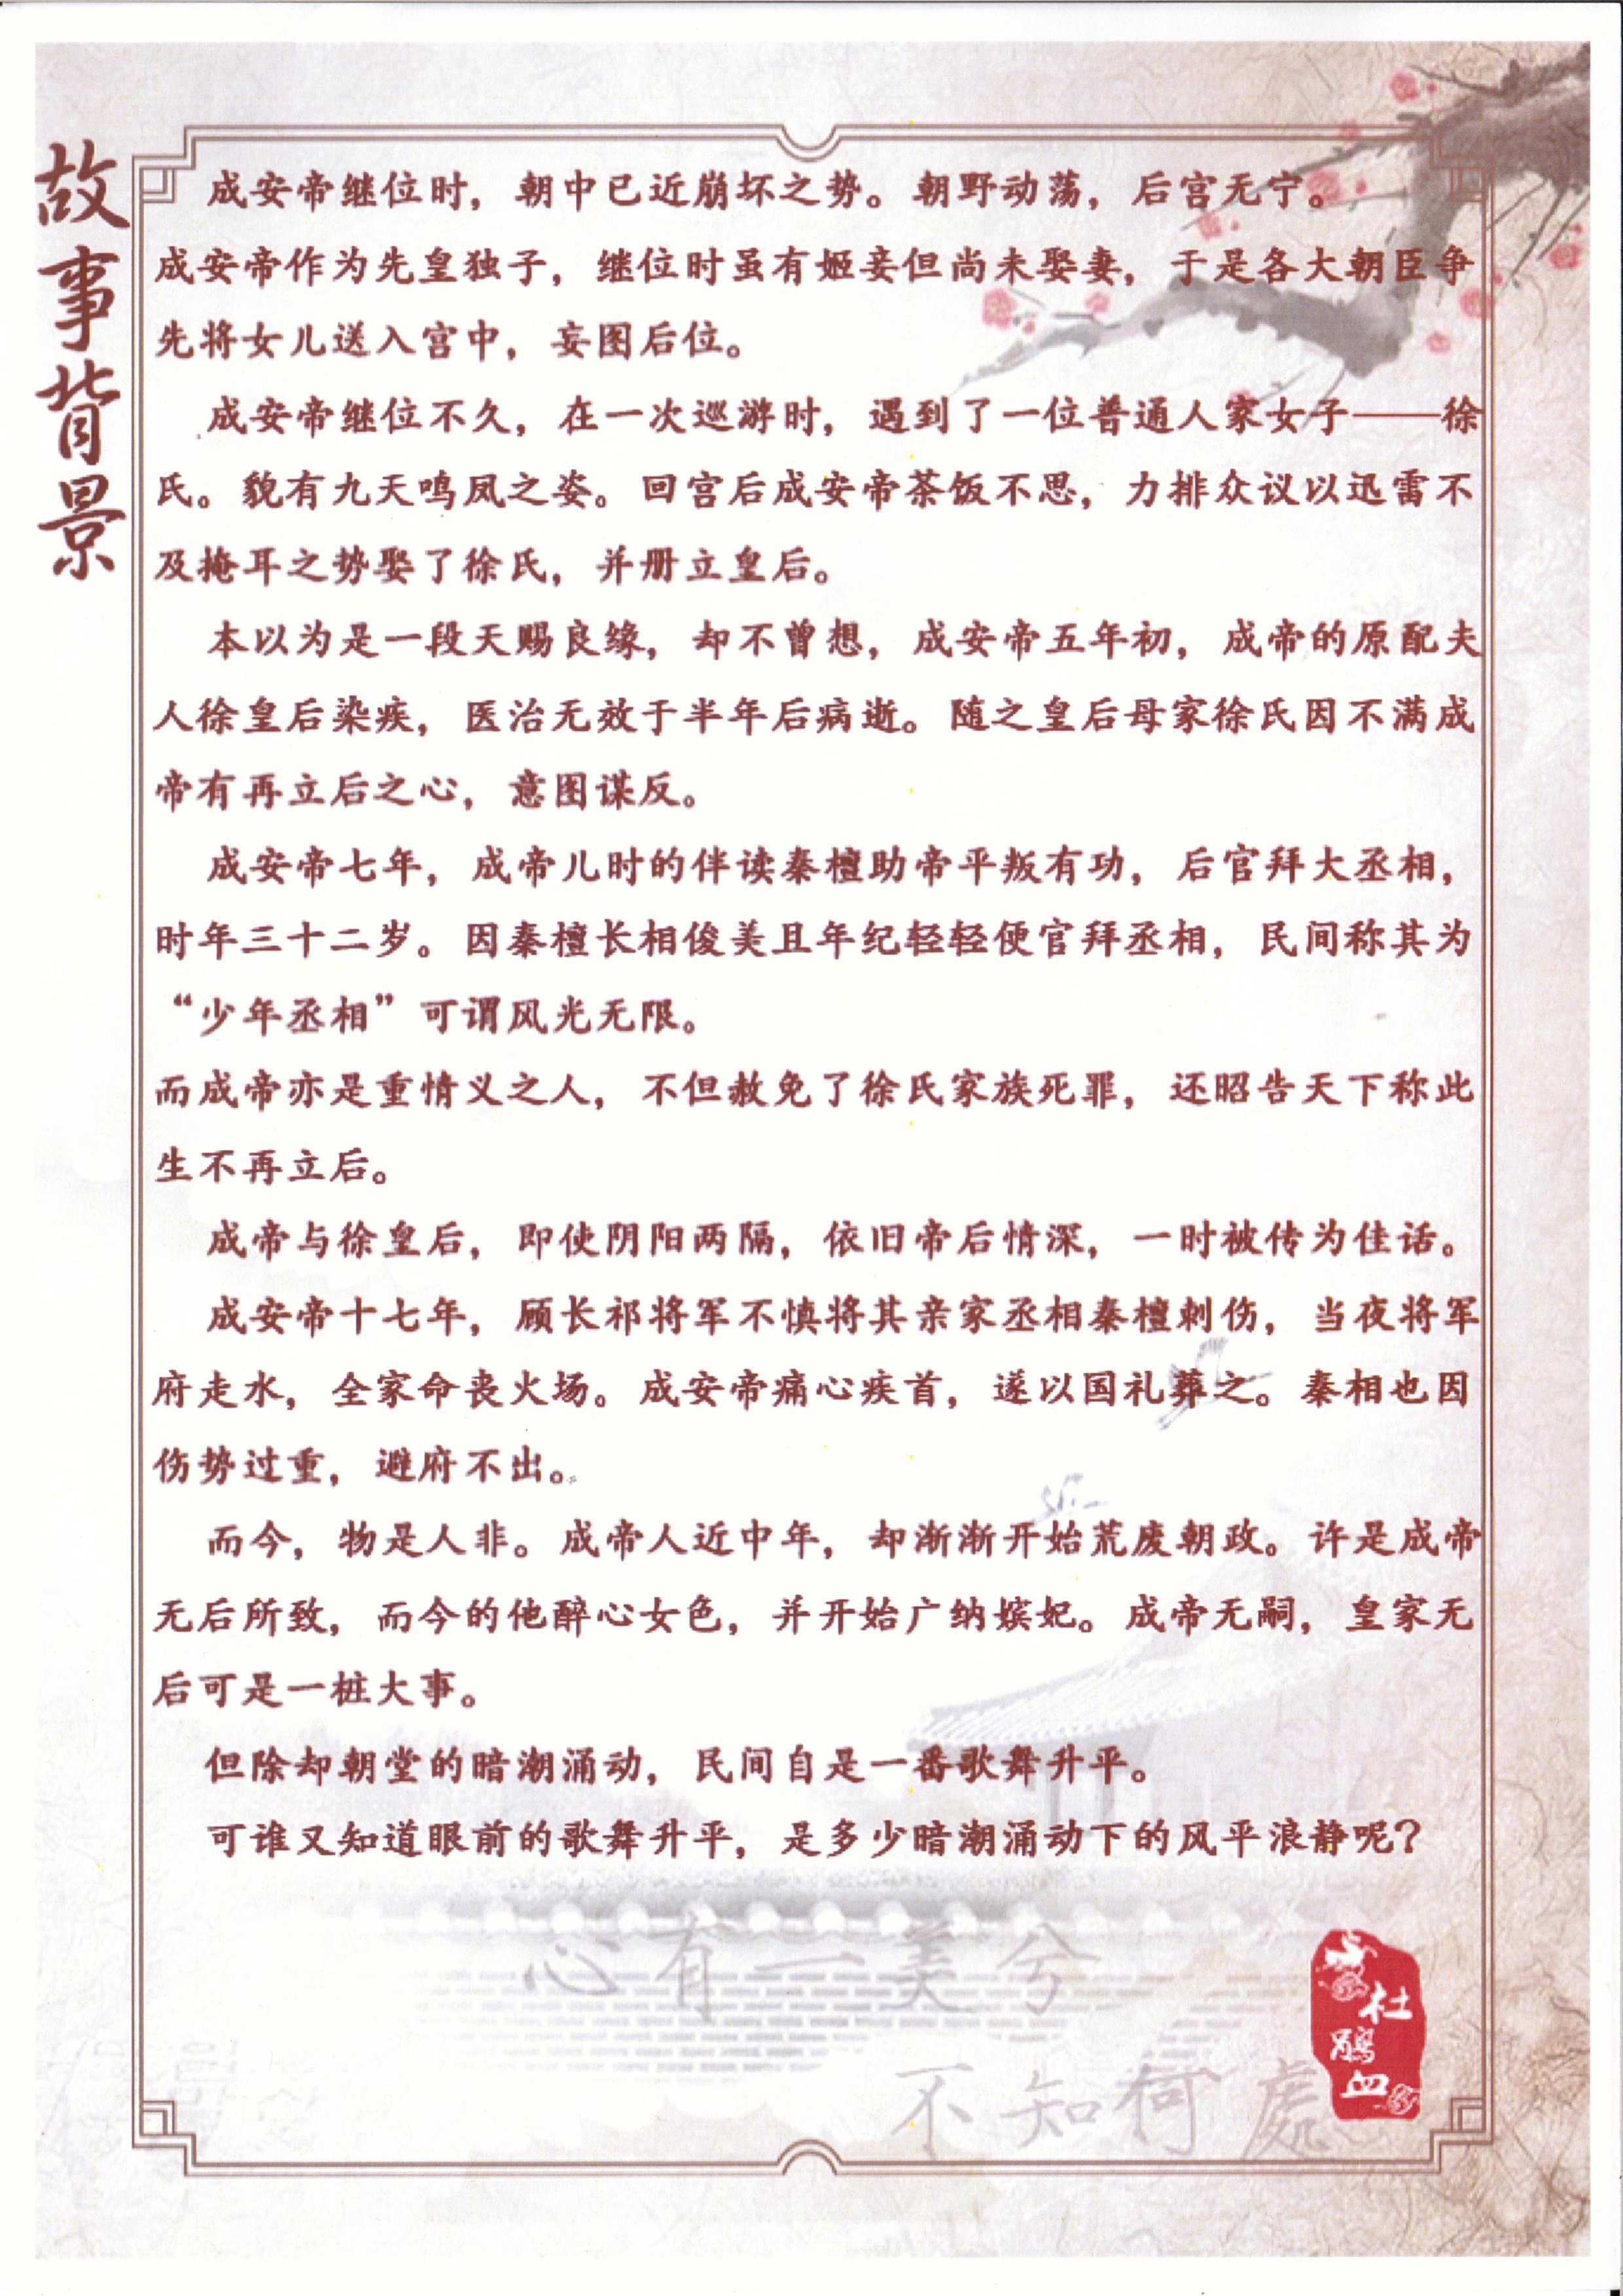 故事背景
成安帝继位时，朝中已近崩坏之势。朝野动荡，后宫无宁。
成安帝作为先皇独子，继位时虽有姬妾但尚未娶妻，于是各大朝臣争
先将女儿送入宫中，妄图后位。
成安帝继位不久，在一次巡游时，遇到了一位普通人家女子——徐
氏。貌有九天鸣凤之姿。回宫后成安帝茶饭不思，力排众议以迅雷不
及掩耳之势娶了徐氏，并册立皇后。
本以为是一段天赐良缘，却不曾想，成安帝五年初，成帝的原配夫
人徐皇后染疾，医治无效于半年后病逝。随之皇后母家徐氏因不满成
帝有再立后之心，意图谋反。
成安帝七年，成帝儿时的伴读秦檀助帝平叛有功，后官拜大丞相，
时年三十二岁。因秦檀长相俊美且年纪轻轻便官拜丞相，民间称其为
“少年丞相”可谓风光无限。
而成帝亦是重情义之人，不但赦免了徐氏家族死罪，还昭告天下称此
生不再立后。
成帝与徐皇后，即使阴阳两隔，依旧帝后情深，一时被传为佳话。
成安帝十七年，顾长祁将军不慎将其亲家丞相秦檀刺伤，当夜将军
府走水，全家命丧火场。成安帝痛心疾首，遂以国礼葬之。秦相也因
伤势过重，避府不出。
而今，物是人非。成帝人近中年，却渐渐开始荒废朝政。许是成帝
无后所致，而今的他醉心女色，并开始广纳嫔妃。成帝无嗣，皇家无
后可是一桩大事。
但除却朝堂的暗潮涌动，民间自是一番歌舞升平。
可谁又知道眼前的歌舞升平，是多少暗潮涌动下的风平浪静呢？
心有一美兮
不知何處
杜鹃血